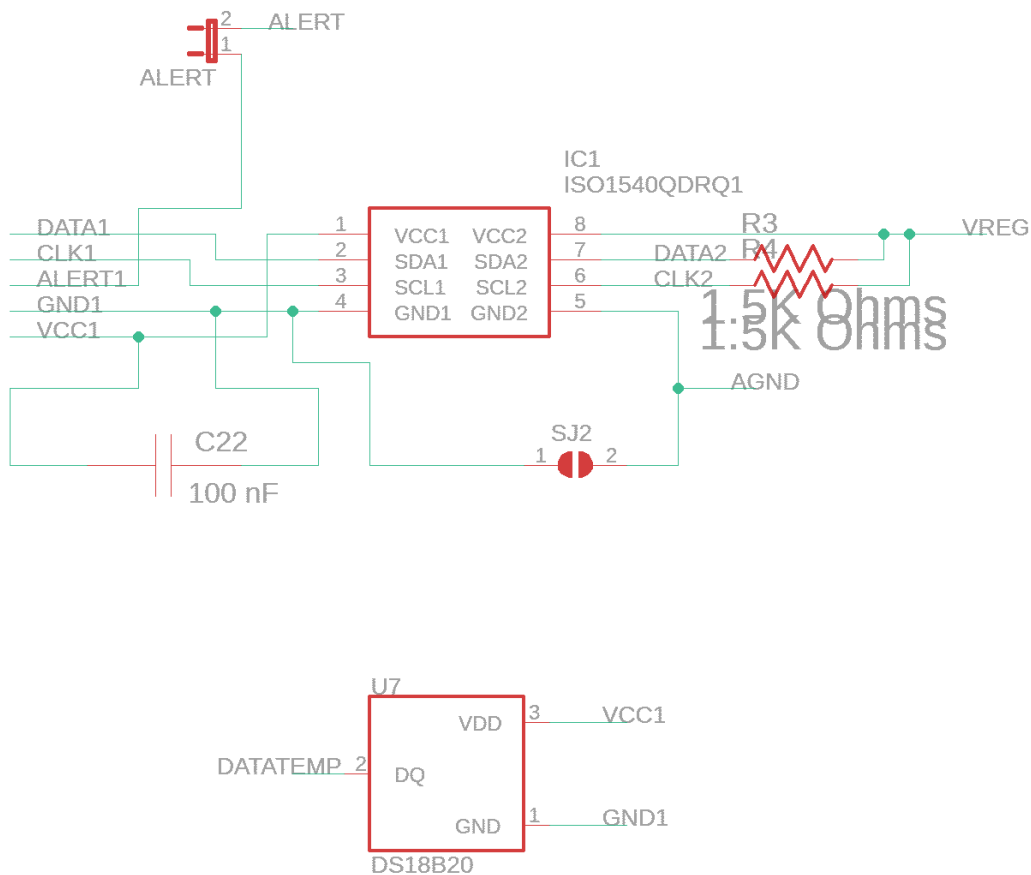 2 ALERT
1
ALERT
IC1
ISO1540QDRQ1
DATA1
CLK1
ALERT1
GND1
VCC1
1 VCC1 VCC2 8
2 SDA1 SDA2 7
3 SCL1 SCL2 6
4 GND1 GND2 5
R3
R4
VREG
DATA2
CLK2
1.5K Ohms
1.5K Ohms
AGND
SJ2
1 2
C22
100 nF
U7
VDD 3 VCC1
DATATEMP 2 DQ
GND 1 GND1
DS18B20